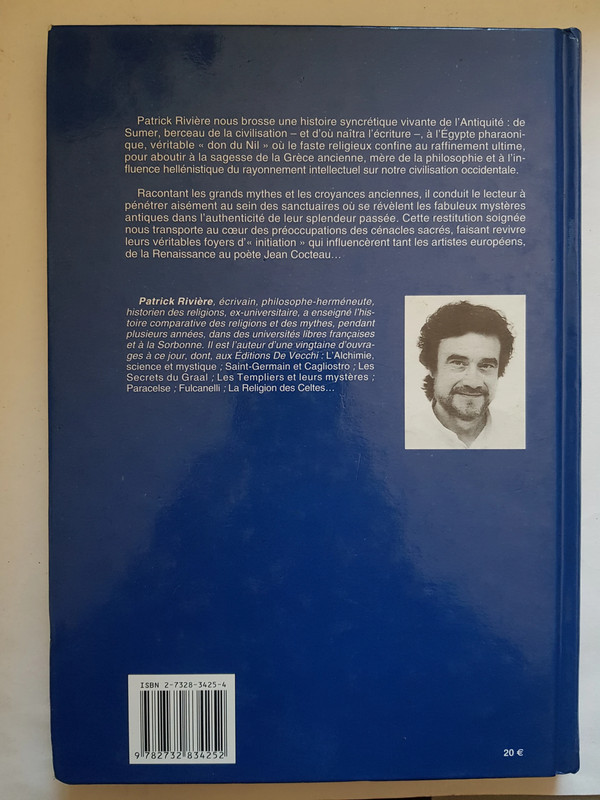 Patrick Rivière nous brosse une histoire syncrétique vivante de l'Antiquité : de
Sumer, berceau de la civilisation – et d'où naîtra l'écriture –, à l'Égypte pharaoni-
que, véritable « don du Nil » où le faste religieux confine au raffinement ultime,
pour aboutir à la sagesse de la Grèce ancienne, mère de la philosophie et à l'in-
fluence hellénistique du rayonnement intellectuel sur notre civilisation occidentale.
Racontant les grands mythes et les croyances anciennes, il conduit le lecteur à
pénétrer aisément au sein des sanctuaires où se révèlent les fabuleux mystères
antiques dans l'authenticité de leur splendeur passée. Cette restitution soignée
nous transporte au cœur des préoccupations des cénacles sacrés, faisant revivre
leurs véritables foyers d'« initiation » qui influencèrent tant les artistes européens,
de la Renaissance au poète Jean Cocteau…
Patrick Rivière, écrivain, philosophe-herméneute,
historien des religions, ex-universitaire, a enseigné l'his-
toire comparative des religions et des mythes, pendant
plusieurs années, dans des universités libres françaises
et à la Sorbonne. Il est l'auteur d'une vingtaine d'ouvra-
ges à ce jour, dont, aux Éditions De Vecchi : L'Alchimie,
science et mystique ; Saint-Germain et Cagliostro ; Les
Secrets du Graal ; Les Templiers et leurs mystères ;
Paracelse ; Fulcanelli ; La Religion des Celtes…
ISBN 2-7328-3425-4
9 782732 834252
20 €